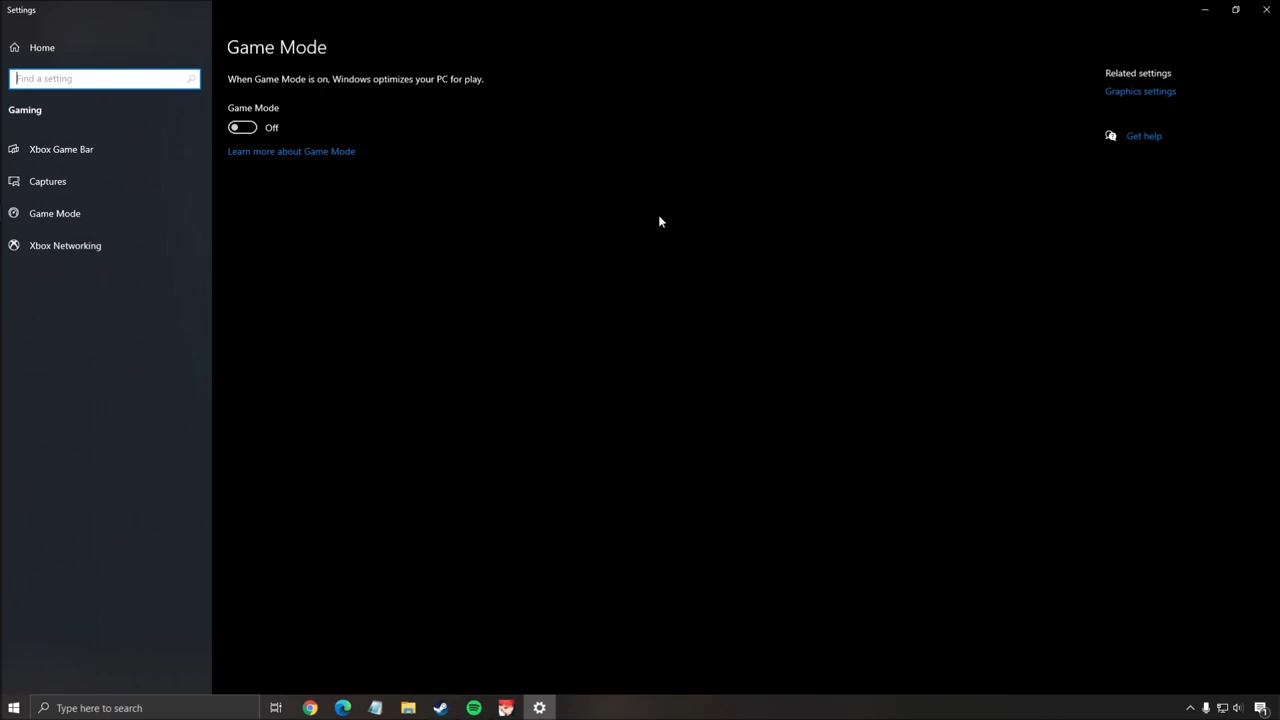 Settings
Home
Find a setting
Gaming
Xbox Game Bar
Captures
Game Mode
Xbox Networking
Game Mode
When Game Mode is on, Windows optimizes your PC for play.
Game Mode
Off
Learn more about Game Mode
Related settings
Graphics settings
Get help
Type here to search
1